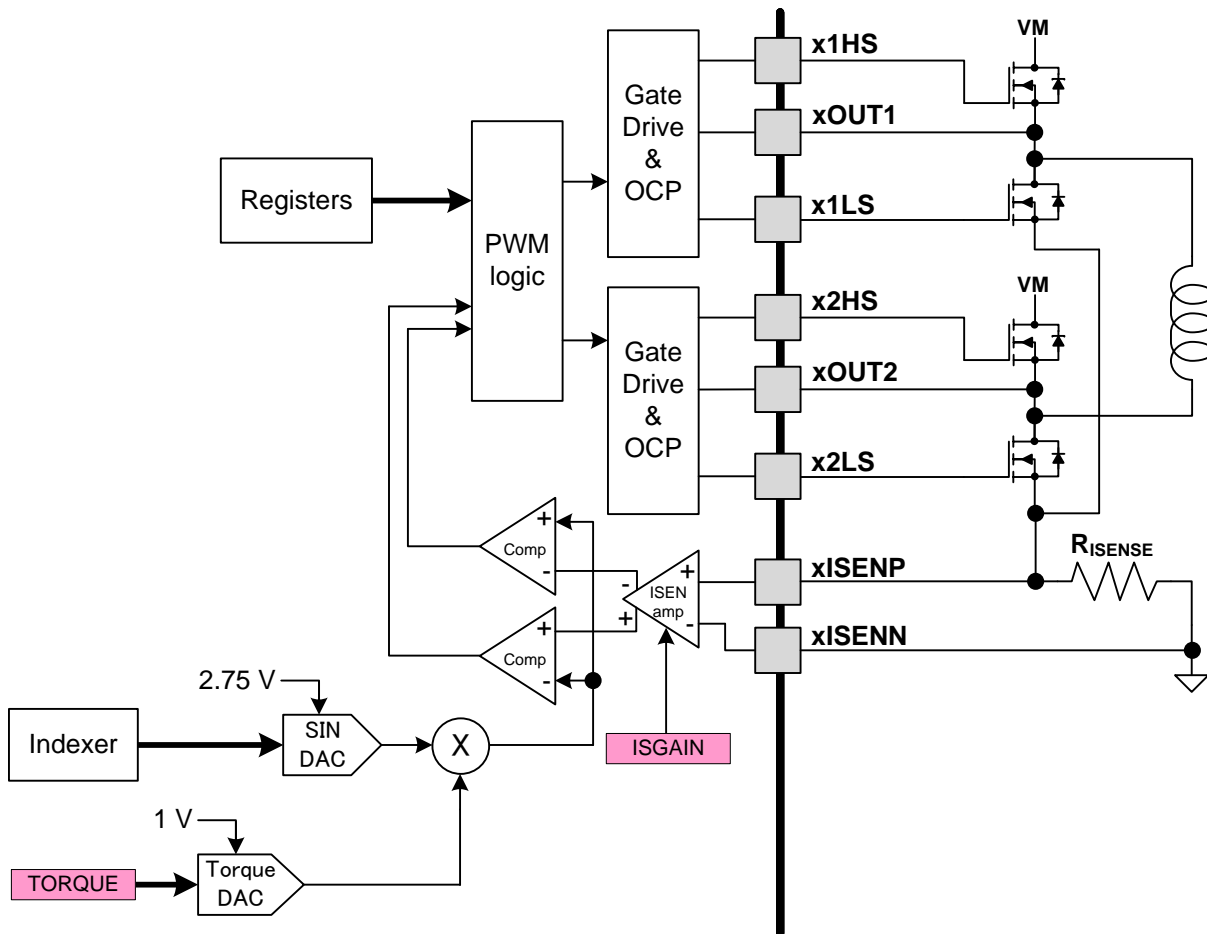 x1HS
VM
Gate
Drive
&
OCP
xOUT1
Registers
PWM
logic
x1LS
x2HS
VM
Gate
Drive
&
OCP
xOUT2
x2LS
+
Comp
-
RISENSE
xISENP
+
-
ISEN
amp
+
-
xISENN
+
Comp
-
2.75 V
Indexer
SIN
DAC
X
ISGAIN
1 V
TORQUE
Torque
DAC